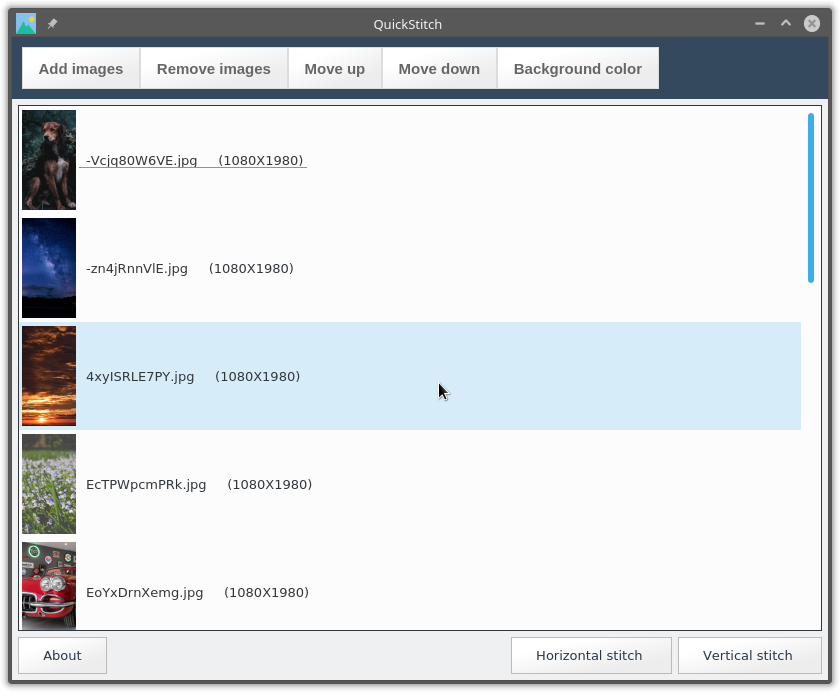 QuickStitch
Add images Remove images Move up Move down Background color
-Vcjq80W6VE.jpg (1080X1980)
-zn4jRnnVlE.jpg (1080X1980)
4xyISRLE7PY.jpg (1080X1980)
EcTPWpcmPRk.jpg (1080X1980)
EoYxDrnXemg.jpg (1080X1980)
About Horizontal stitch Vertical stitch